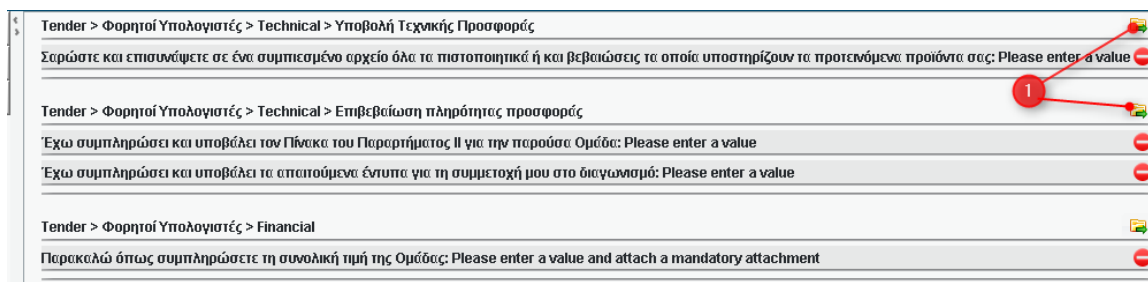 Tender > Φορητοί Υπολογιστές > Technical > Υποβολή Τεχνικής Προσφοράς
Σαρώστε και επισυνάψετε σε ένα συμπιεσμένο αρχείο όλα τα πιστοποιητικά ή και βεβαιώσεις τα οποία υποστηρίζουν τα προτεινόμενα προϊόντα σας: Please enter a value
1
Tender > Φορητοί Υπολογιστές > Technical > Επιβεβαίωση πληρότητας προσφοράς
Έχω συμπληρώσει και υποβάλει τον Πίνακα του Παραρτήματος ΙΙ για την παρούσα Ομάδα: Please enter a value
Έχω συμπληρώσει και υποβάλει τα απαιτούμενα έντυπα για τη συμμετοχή μου στο διαγωνισμό: Please enter a value
Tender > Φορητοί Υπολογιστές > Financial
Παρακαλώ όπως συμπληρώσετε τη συνολική τιμή της Ομάδας: Please enter a value and attach a mandatory attachment